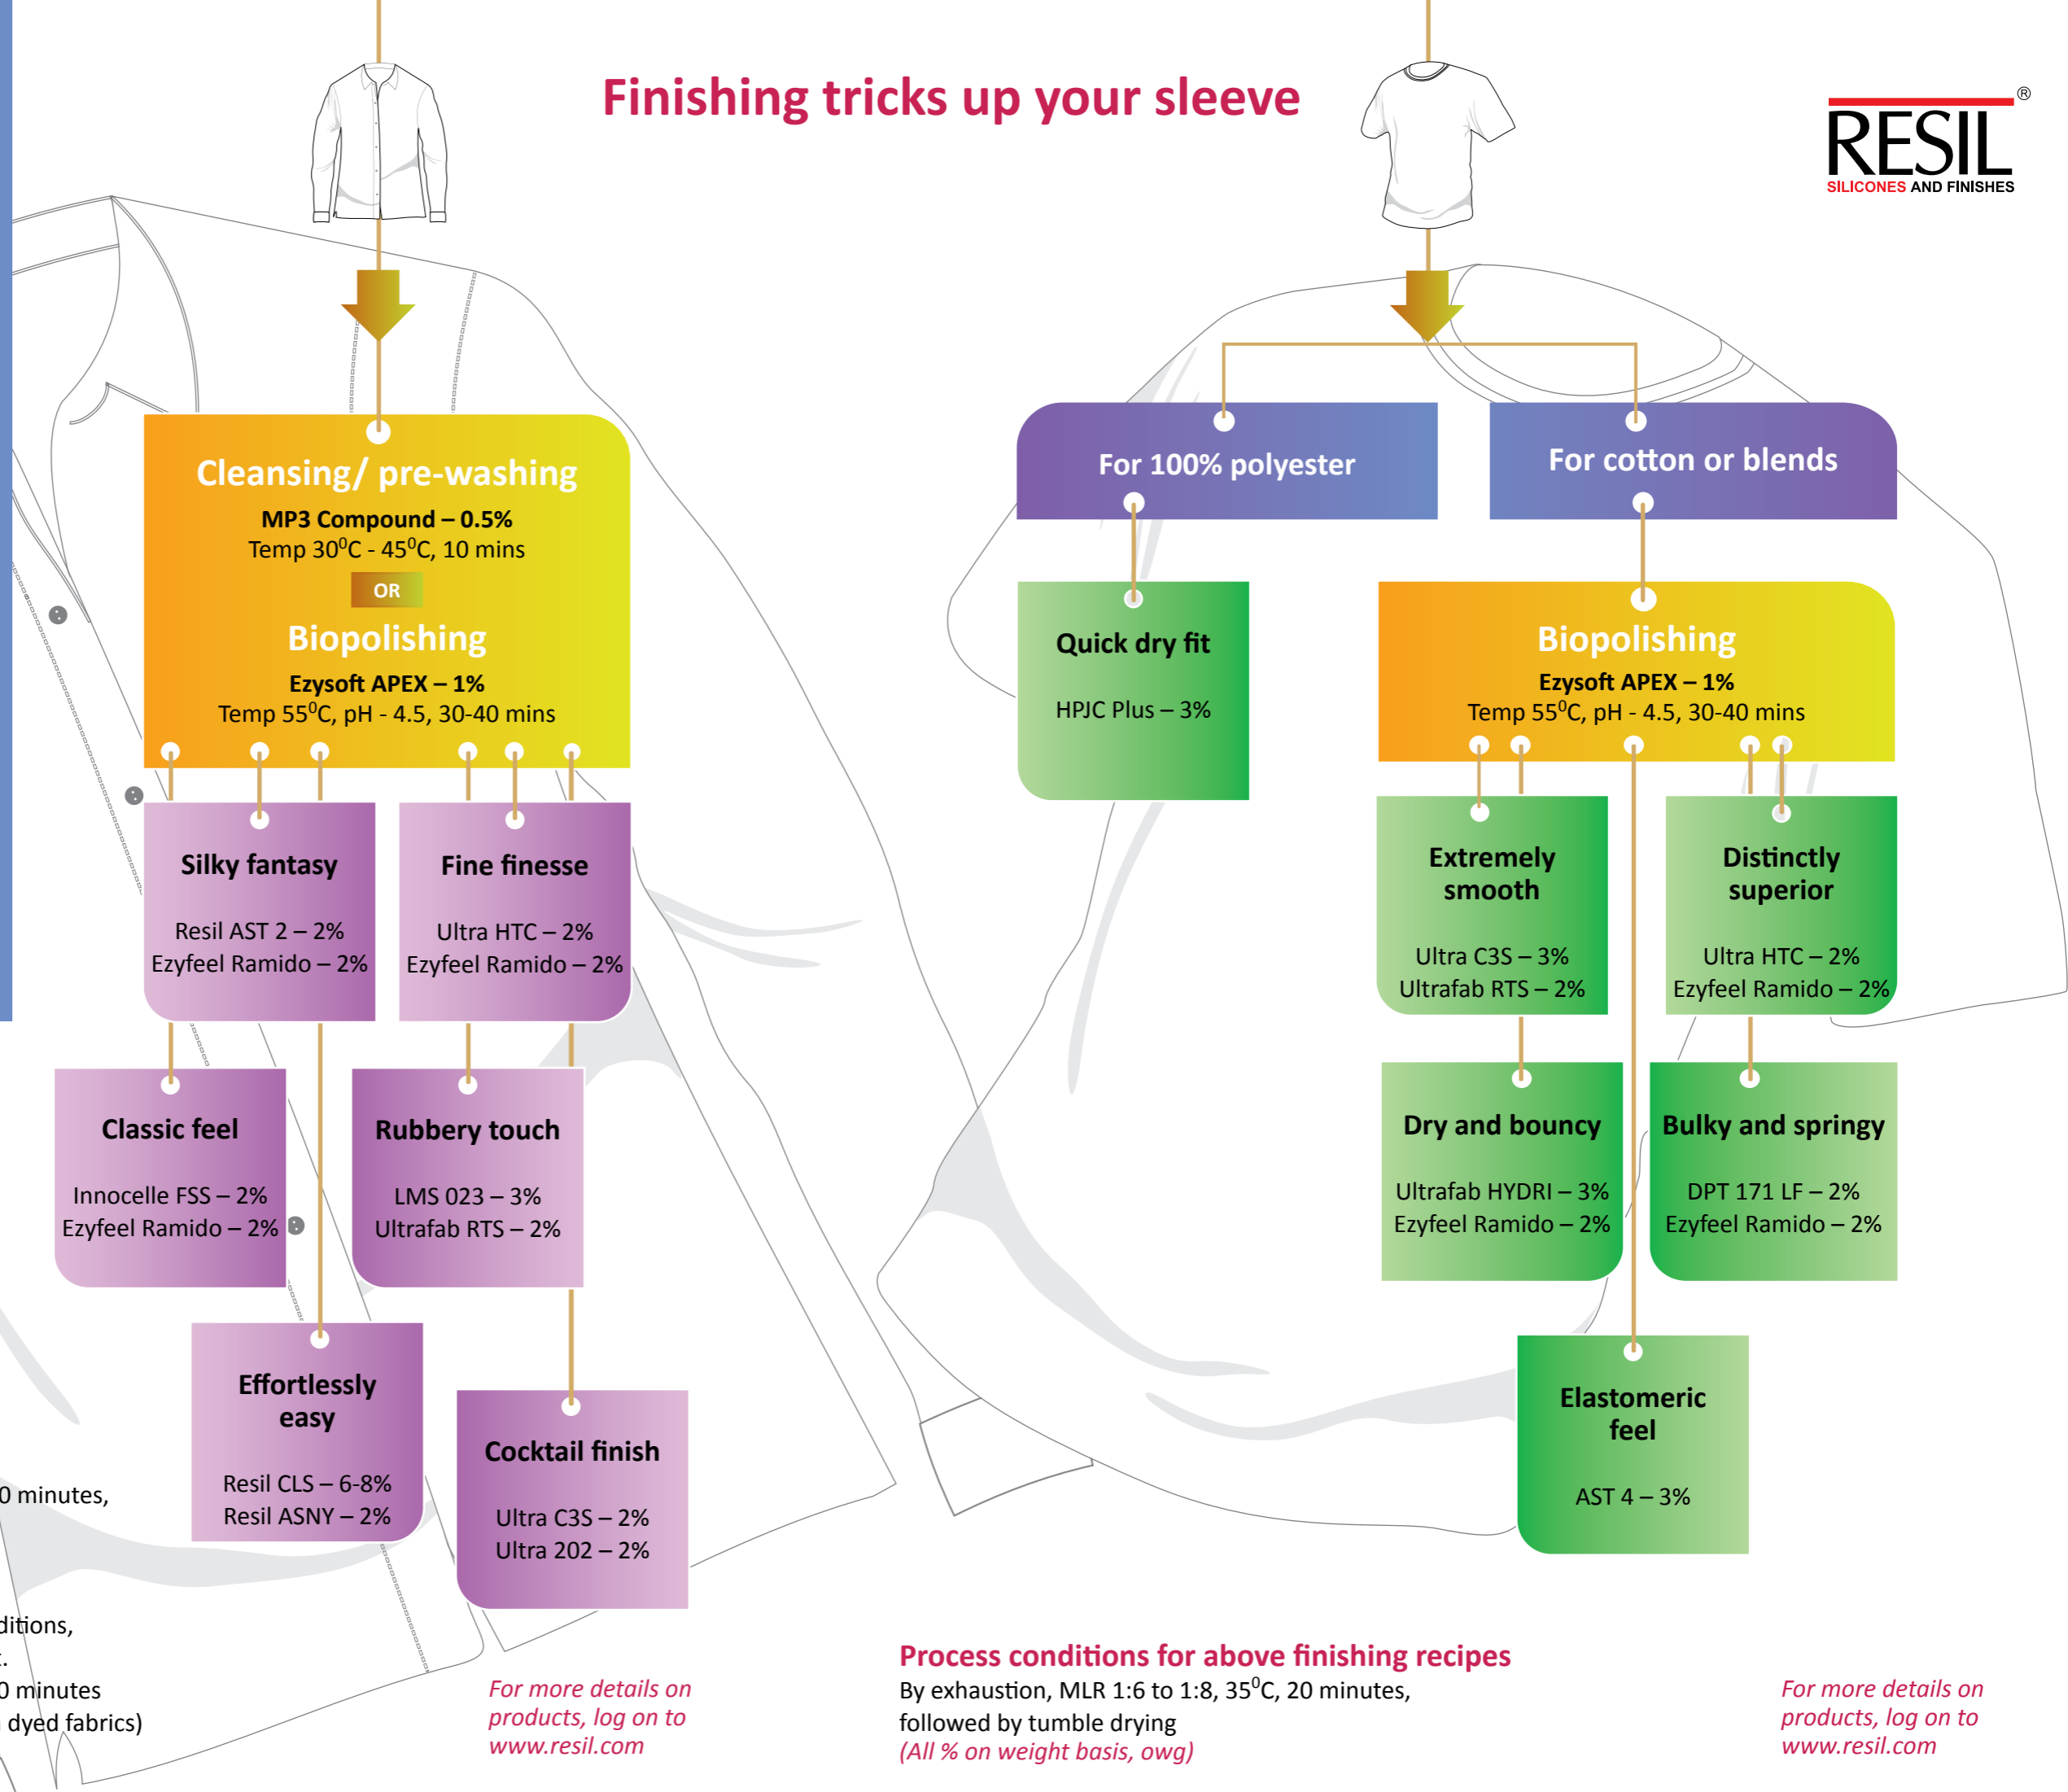 Finishing tricks up your sleeve
RESIL®
SILICONES AND FINISHES
Cleansing/ pre-washing
MP3 Compound – 0.5%
Temp 30⁰C - 45⁰C, 10 mins
OR
Biopolishing
Ezysoft APEX – 1%
Temp 55⁰C, pH - 4.5, 30-40 mins
Silky fantasy
Resil AST 2 – 2%
Ezyfeel Ramido – 2%
Fine finesse
Ultra HTC – 2%
Ezyfeel Ramido – 2%
Classic feel
Innocelle FSS – 2%
Ezyfeel Ramido – 2%
Rubbery touch
LMS 023 – 3%
Ultrafab RTS – 2%
Effortlessly
easy
Resil CLS – 6-8%
Resil ASNY – 2%
Cocktail finish
Ultra C3S – 2%
Ultra 202 – 2%
0 minutes,
ditions,
0 minutes
dyed fabrics)
For more details on
products, log on to
www.resil.com
For 100% polyester
For cotton or blends
Quick dry fit
HPJC Plus – 3%
Biopolishing
Ezysoft APEX – 1%
Temp 55⁰C, pH - 4.5, 30-40 mins
Extremely
smooth
Ultra C3S – 3%
Ultrafab RTS – 2%
Distinctly
superior
Ultra HTC – 2%
Ezyfeel Ramido – 2%
Dry and bouncy
Ultrafab HYDRI – 3%
Ezyfeel Ramido – 2%
Bulky and springy
DPT 171 LF – 2%
Ezyfeel Ramido – 2%
Elastomeric
feel
AST 4 – 3%
Process conditions for above finishing recipes
By exhaustion, MLR 1:6 to 1:8, 35⁰C, 20 minutes,
followed by tumble drying
(All % on weight basis, owg)
For more details on
products, log on to
www.resil.com